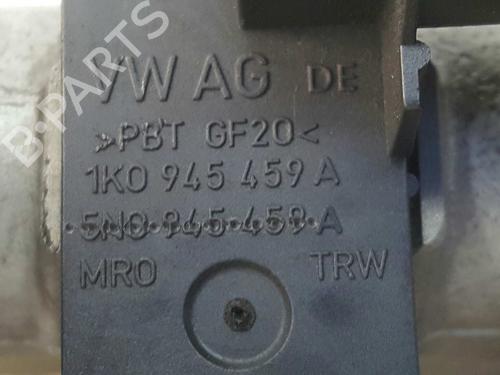 B-PARTS
VW AG DE
>PBT GF20<
1K0 945 459 A
5N0 945 459 A
MRO TRW